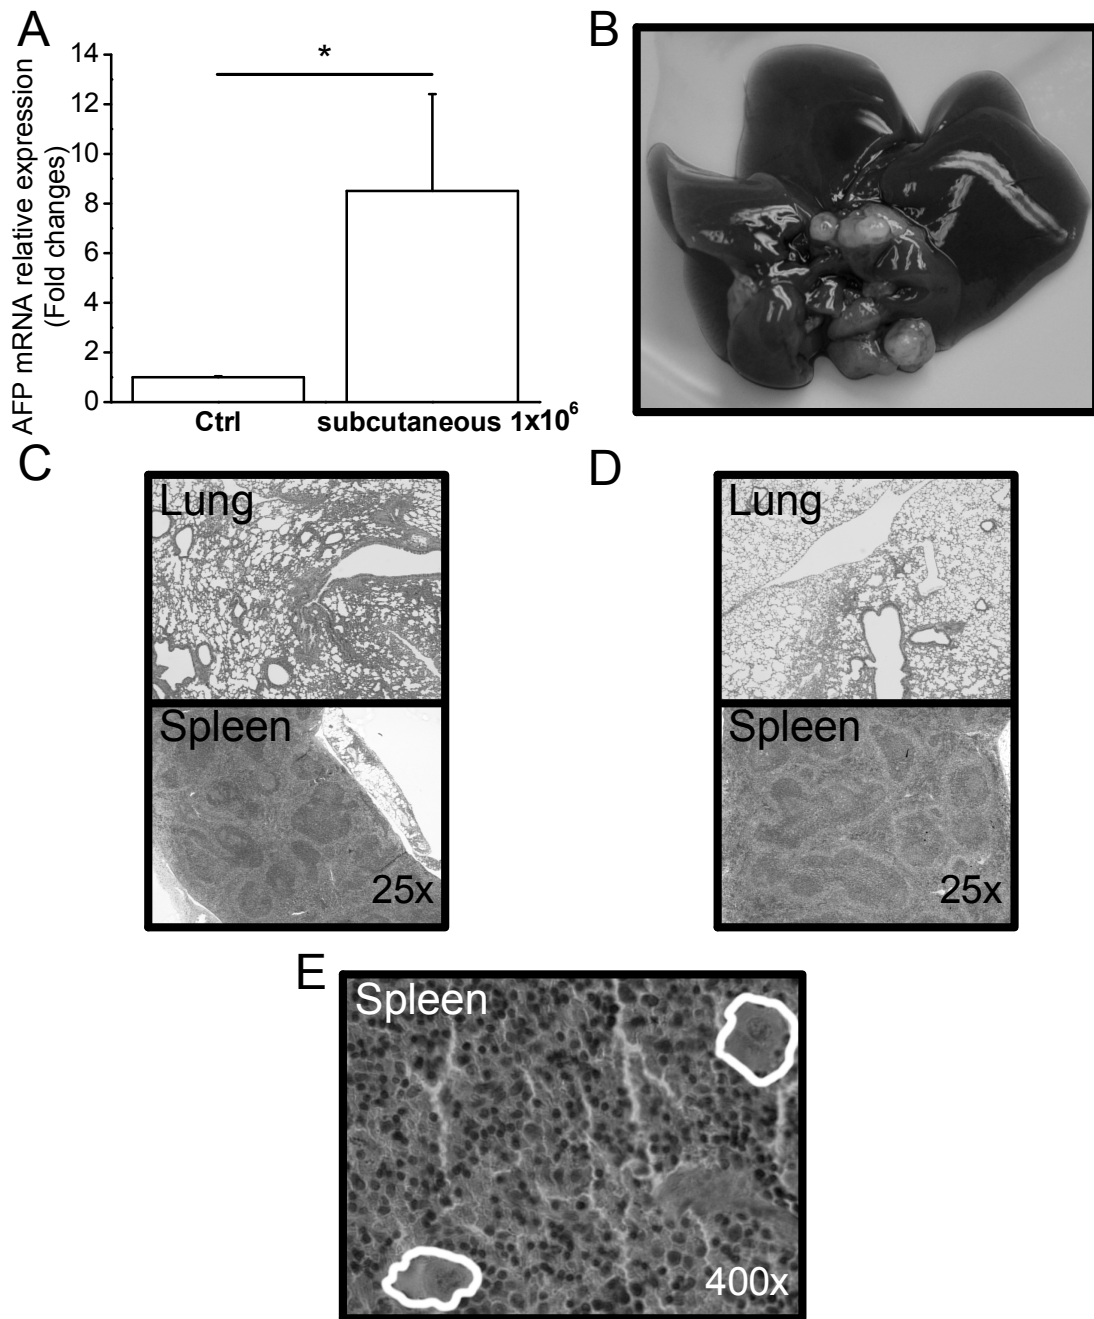 A
AFP mRNA relative expression
(Fold changes)
14
12
10
8
6
4
2
0
*
Ctrl
subcutaneous 1x10⁶
B
C
Lung
Spleen
25x
D
Lung
Spleen
25x
E
Spleen
400x